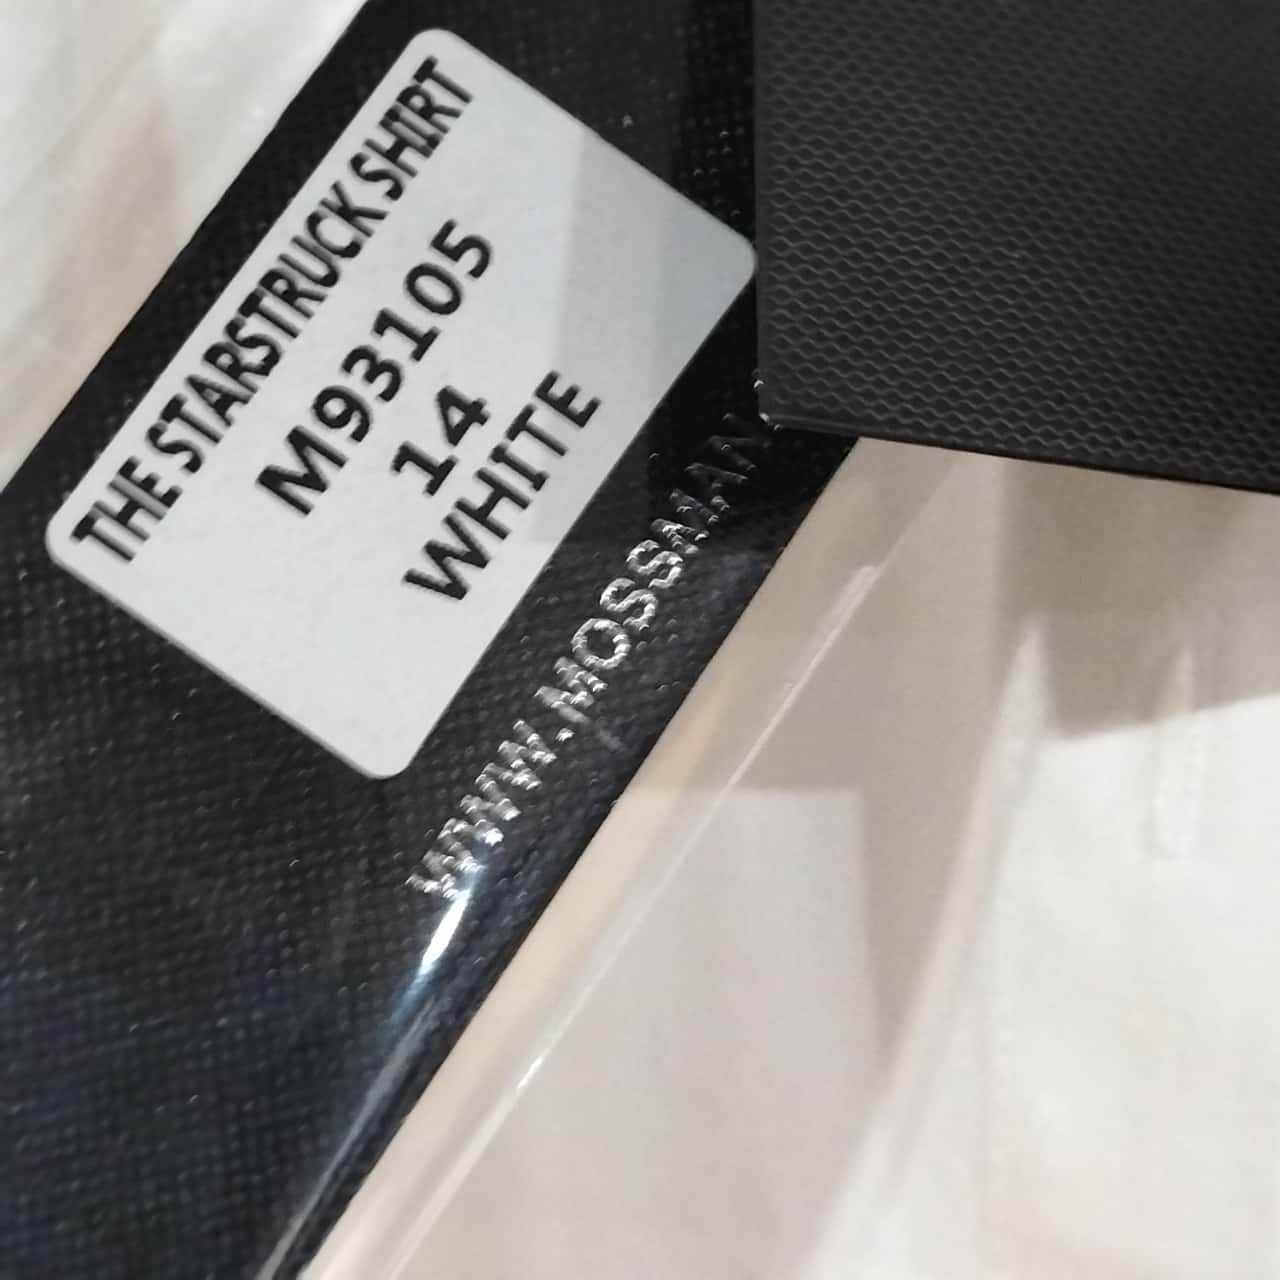 THE STARSTRUCK SHIRT
M93105
14
WHITE
WWW.MOSSMAN